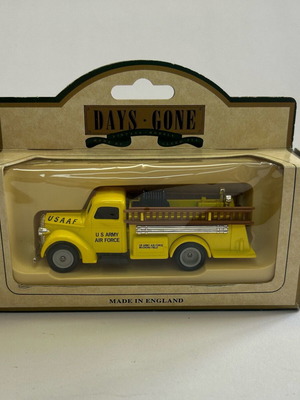 DAYS · GONE
USAAF
U S ARMY
AIR FORCE
MADE IN ENGLAND